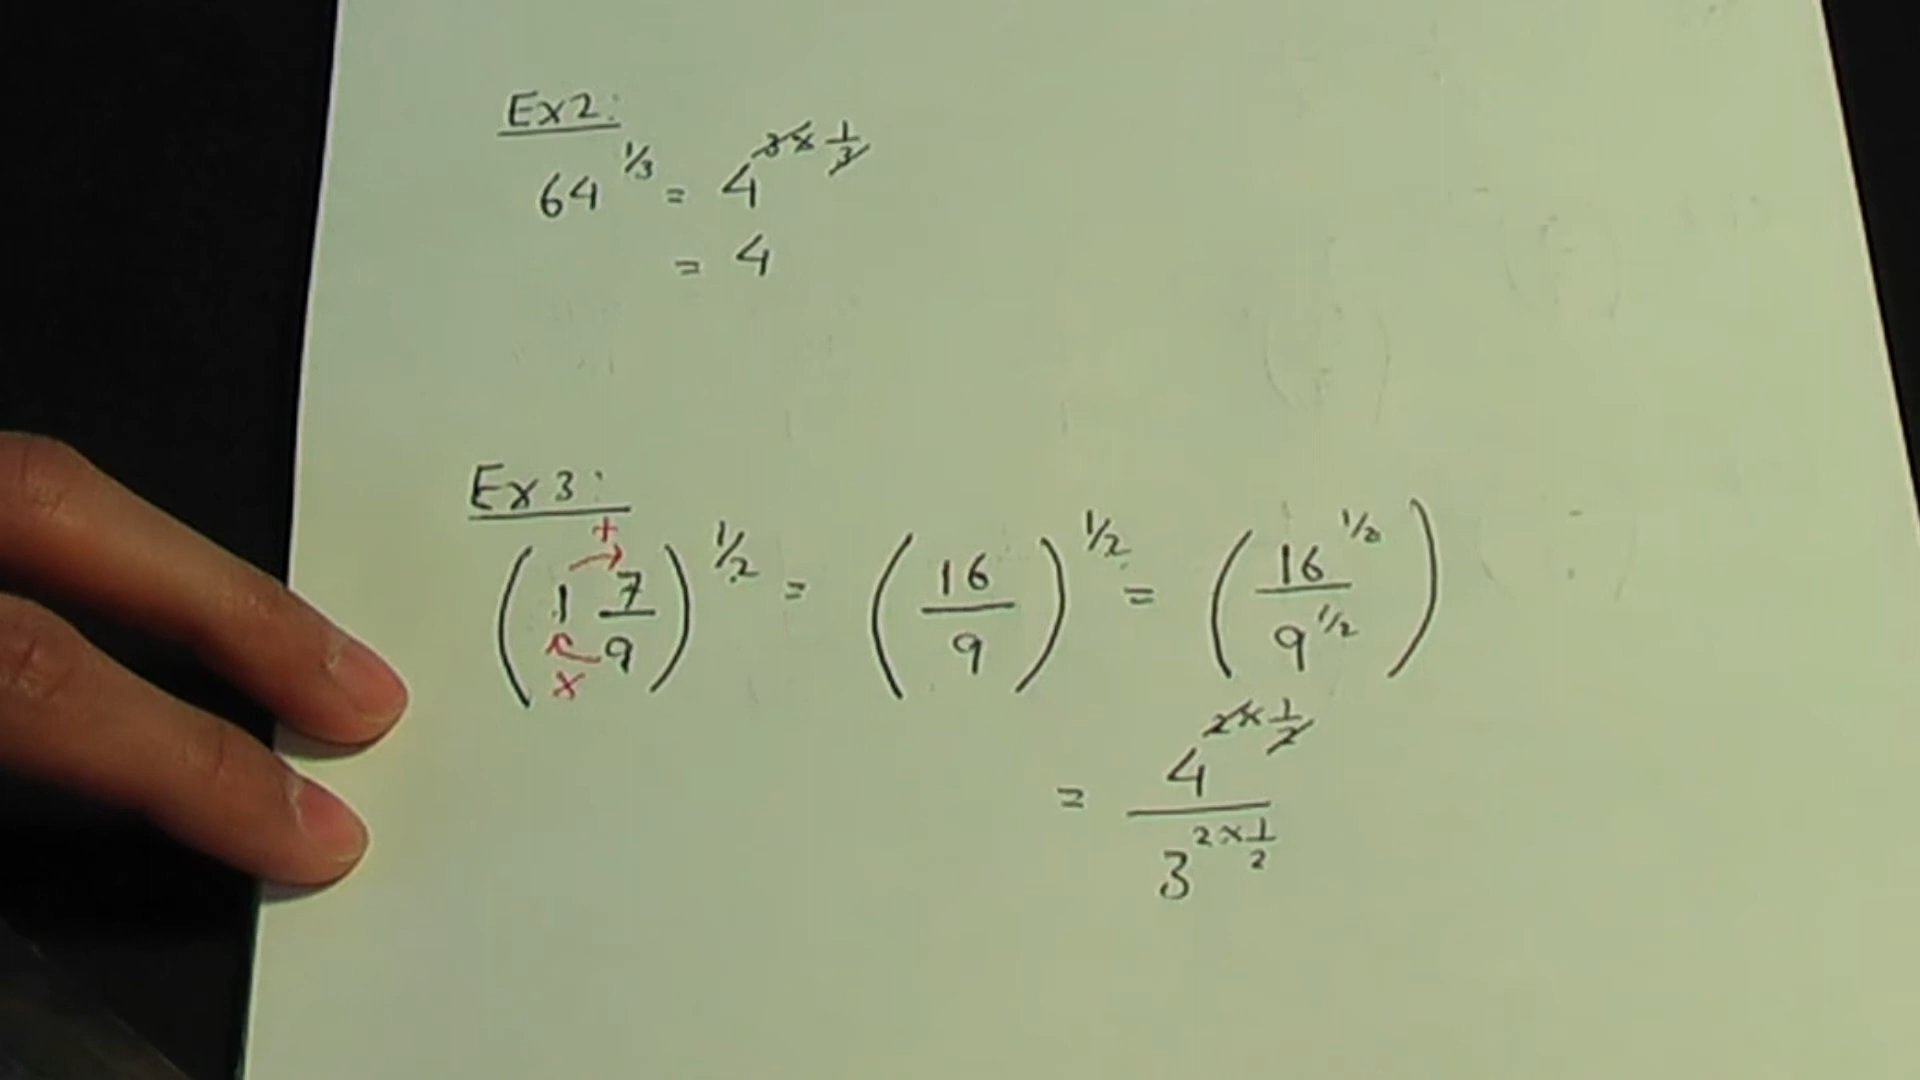 Ex2:
64^{1/3} = 4^{3 × 1/3}
= 4
Ex3:
+
(1 7/9)^{1/2} = (16/9)^{1/2} = (16^{1/2}/9^{1/2})
×
= 4^{2 × 1/2}/3^{2 × 1/2}